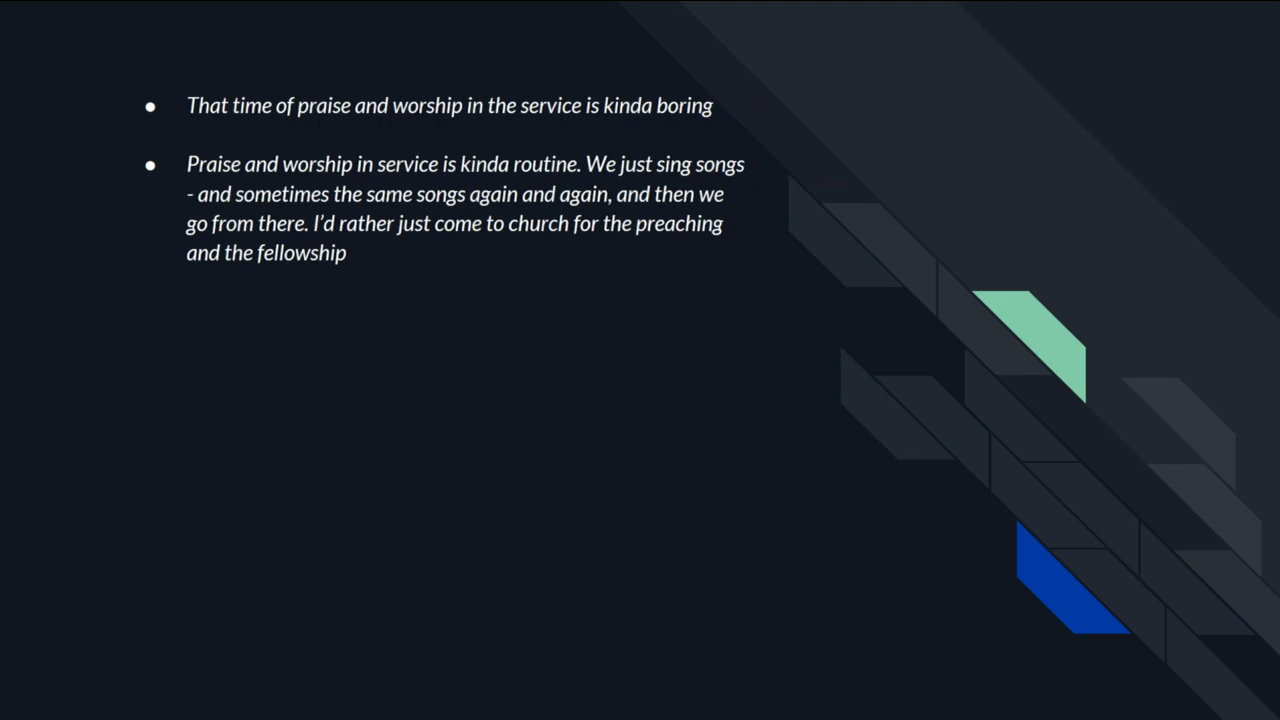 ● That time of praise and worship in the service is kinda boring
● Praise and worship in service is kinda routine. We just sing songs
- and sometimes the same songs again and again, and then we
go from there. I’d rather just come to church for the preaching
and the fellowship